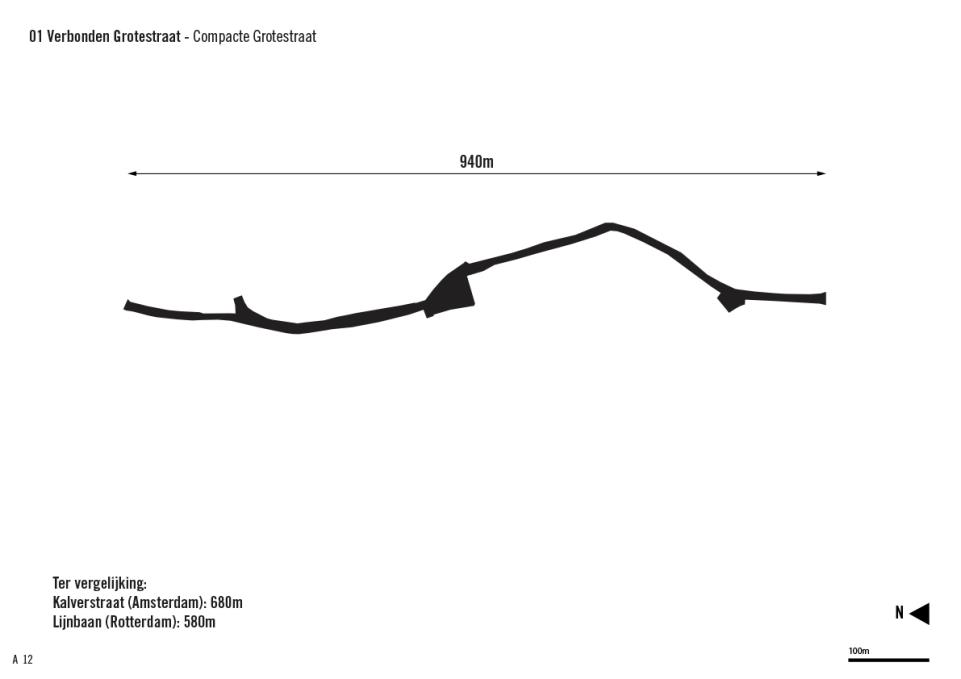 01 Verbonden Grotestraat - Compacte Grotestraat
940m
Ter vergelijking:
Kalverstraat (Amsterdam): 680m
Lijnbaan (Rotterdam): 580m
N
100m
A 12